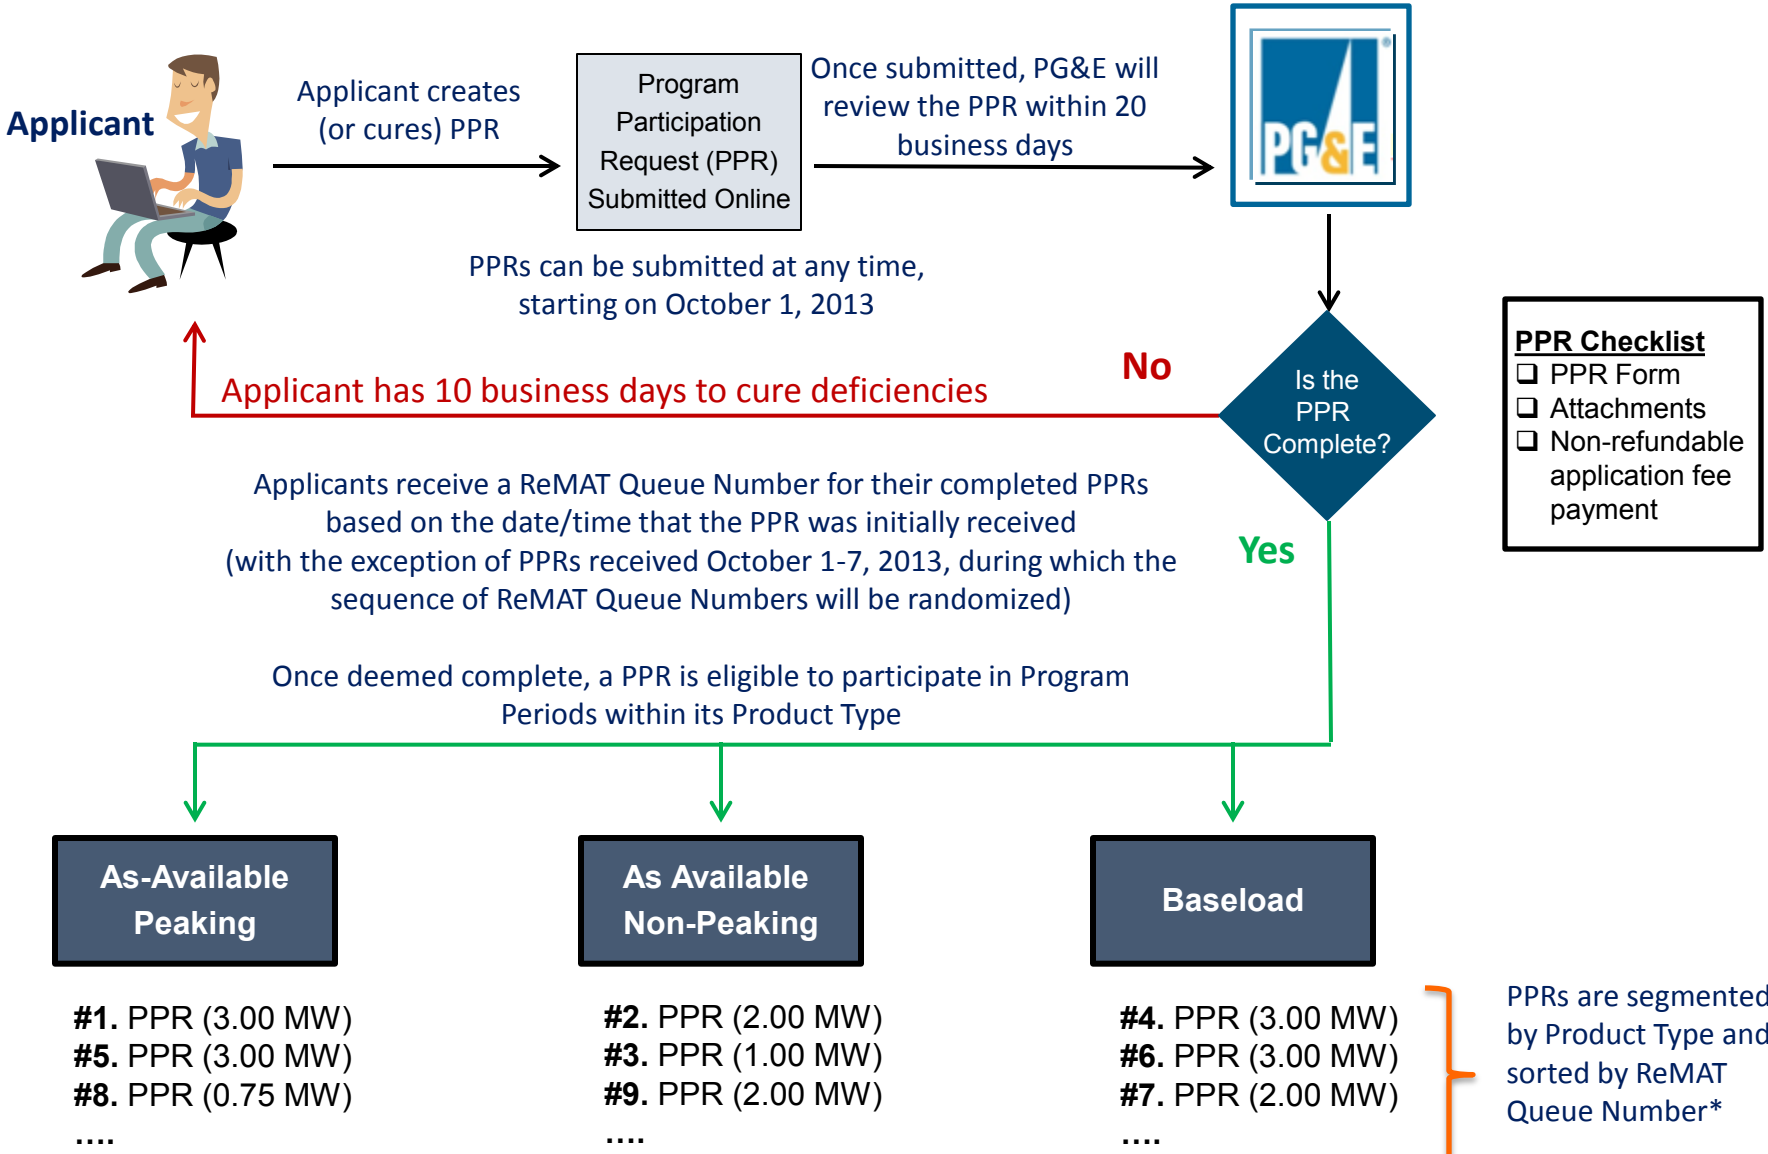 Applicant
Applicant creates
(or cures) PPR
Program
Participation
Request (PPR)
Submitted Online
Once submitted, PG&E will
review the PPR within 20
business days
PG&E
®
PPRs can be submitted at any time,
starting on October 1, 2013
No
Applicant has 10 business days to cure deficiencies
Is the
PPR
Complete?
PPR Checklist
❑ PPR Form
❑ Attachments
❑ Non-refundable
application fee
payment
Applicants receive a ReMAT Queue Number for their completed PPRs
based on the date/time that the PPR was initially received
(with the exception of PPRs received October 1-7, 2013, during which the
sequence of ReMAT Queue Numbers will be randomized)
Yes
Once deemed complete, a PPR is eligible to participate in Program
Periods within its Product Type
As-Available
Peaking
As Available
Non-Peaking
Baseload
#1. PPR (3.00 MW)
#5. PPR (3.00 MW)
#8. PPR (0.75 MW)
....
#2. PPR (2.00 MW)
#3. PPR (1.00 MW)
#9. PPR (2.00 MW)
....
#4. PPR (3.00 MW)
#6. PPR (3.00 MW)
#7. PPR (2.00 MW)
....
PPRs are segmented
by Product Type and
sorted by ReMAT
Queue Number*